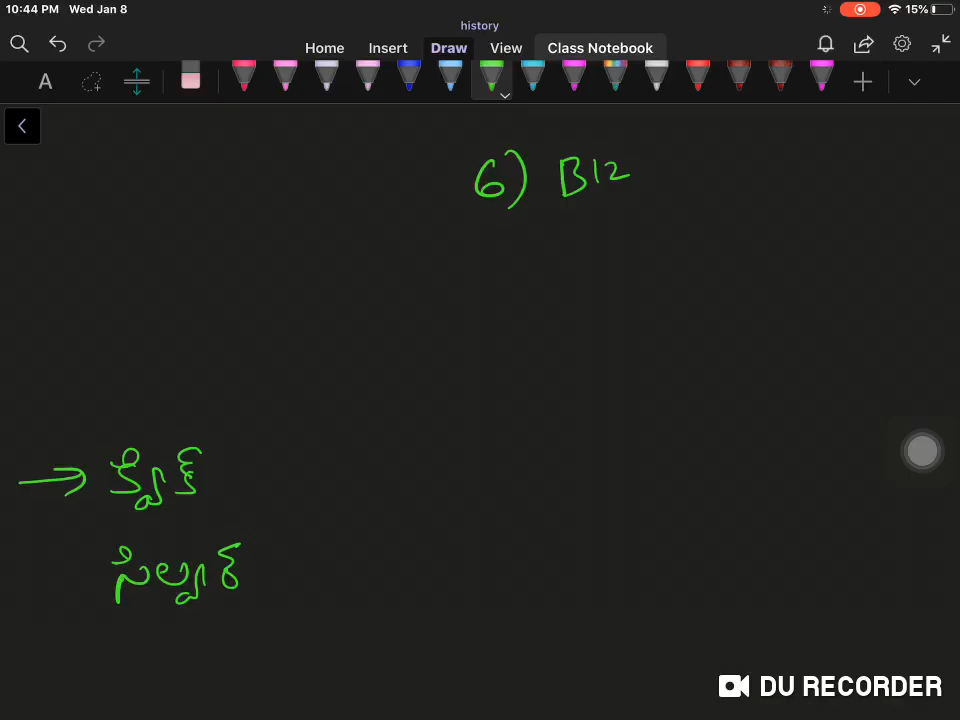 10:44 PM Wed Jan 8
15%
history
Home Insert Draw View Class Notebook
A
6) B12
DU RECORDER